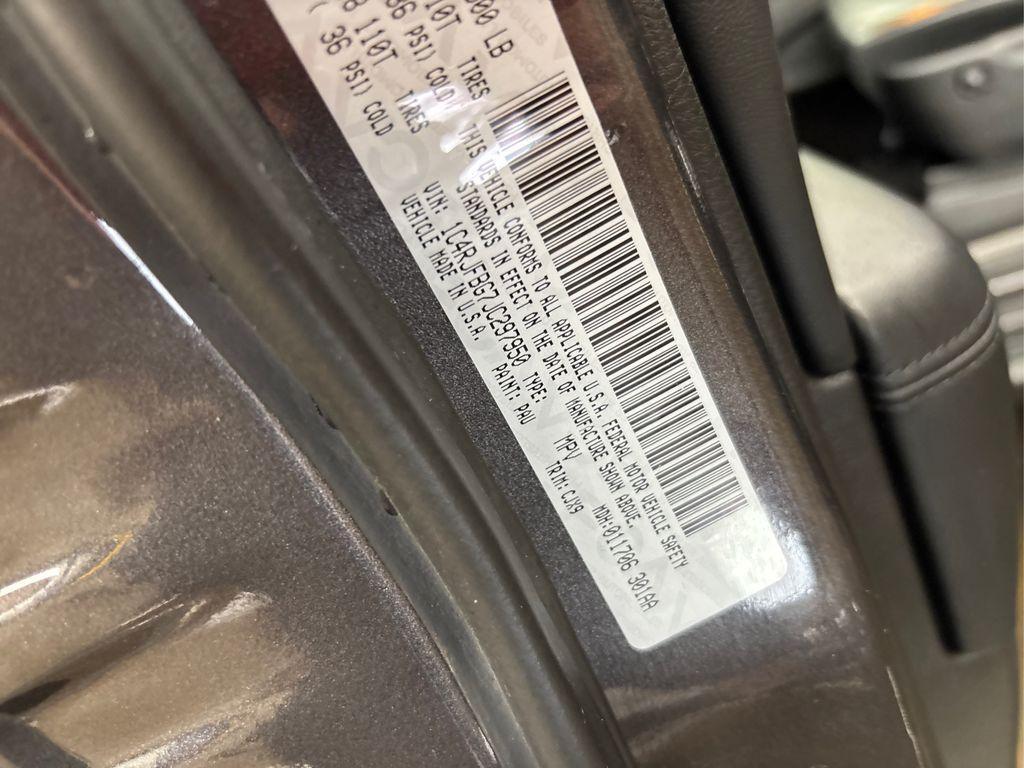 000 LB
10T TIRES
36 PSI) COLD
110T TIRES
36 PSI) COLD
THIS VEHICLE CONFORMS TO ALL APPLICABLE U.S.A. FEDERAL MOTOR VEHICLE SAFETY
STANDARDS IN EFFECT ON THE DATE OF MANUFACTURE SHOWN ABOVE. MDH:011706 301AA
VIN: 1C4RJFBG7JC297950 TYPE: MPV
VEHICLE MADE IN U.S.A. PAINT: PAU TRIM:CJX9